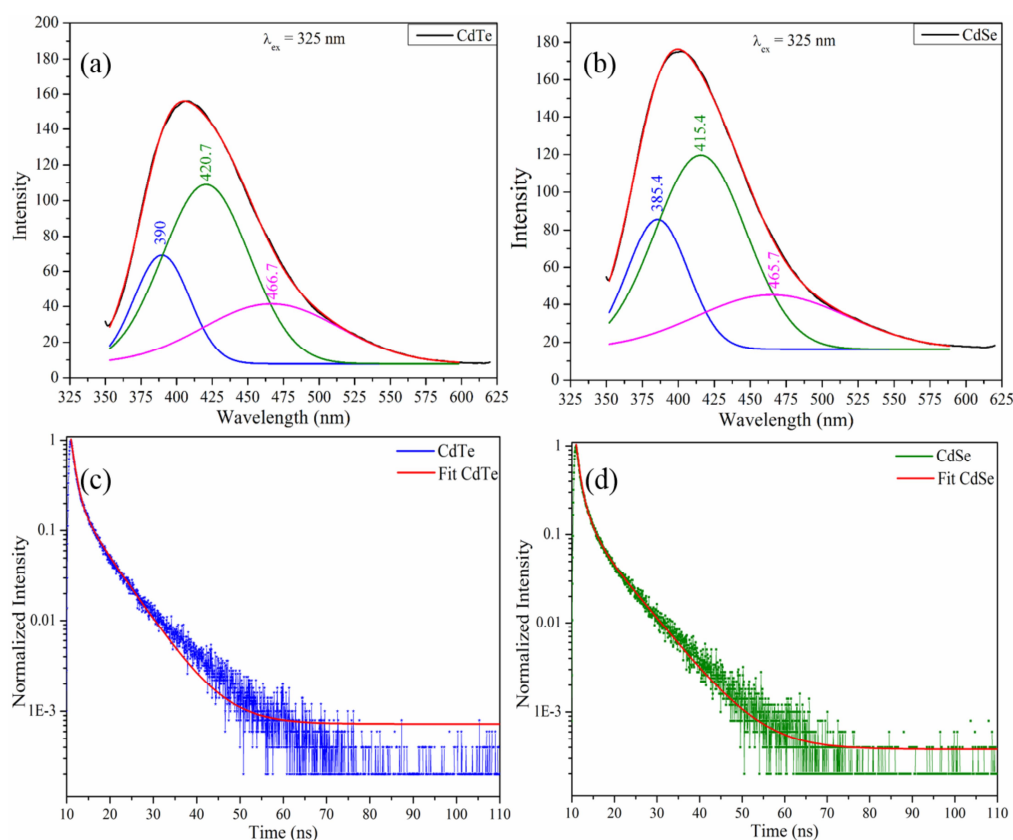 (a)
λex = 325 nm
CdTe
200
180
160
140
120
100
80
60
40
20
0
Intensity
390
420.7
466.7
325 350 375 400 425 450 475 500 525 550 575 600 625
Wavelength (nm)
(b)
λex = 325 nm
CdSe
180
160
140
120
100
80
60
40
20
0
Intensity
385.4
415.4
465.7
325 350 375 400 425 450 475 500 525 550 575 600 625
Wavelength (nm)
(c)
CdTe
Fit CdTe
1
0.1
0.01
1E-3
Normalized Intensity
10 20 30 40 50 60 70 80 90 100 110
Time (ns)
(d)
CdSe
Fit CdSe
1
0.1
0.01
1E-3
Normalized Intensity
10 20 30 40 50 60 70 80 90 100 110
Time (ns)